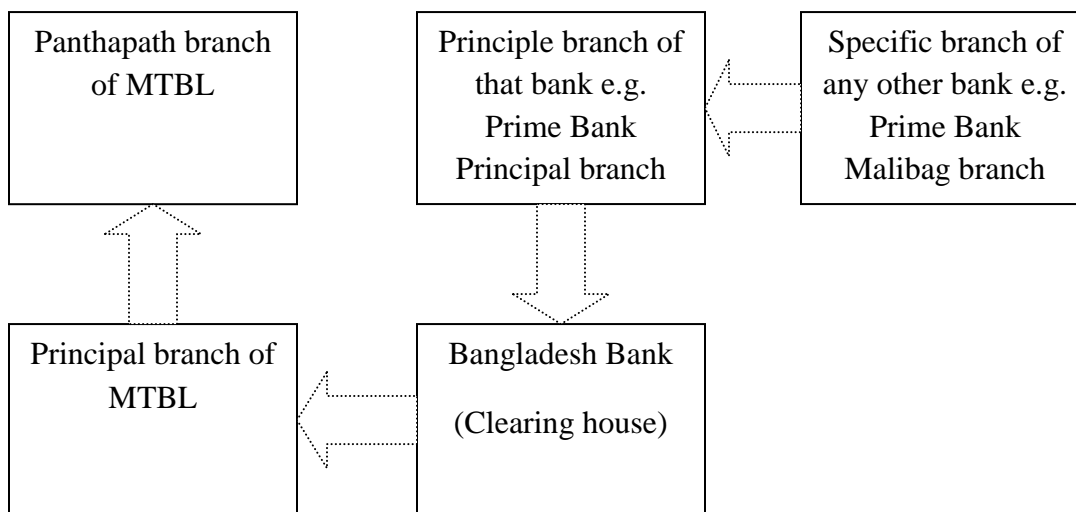 Panthapath branch
of MTBL
Principle branch of
that bank e.g.
Prime Bank
Principal branch
Specific branch of
any other bank e.g.
Prime Bank
Malibag branch
Principal branch of
MTBL
Bangladesh Bank
(Clearing house)